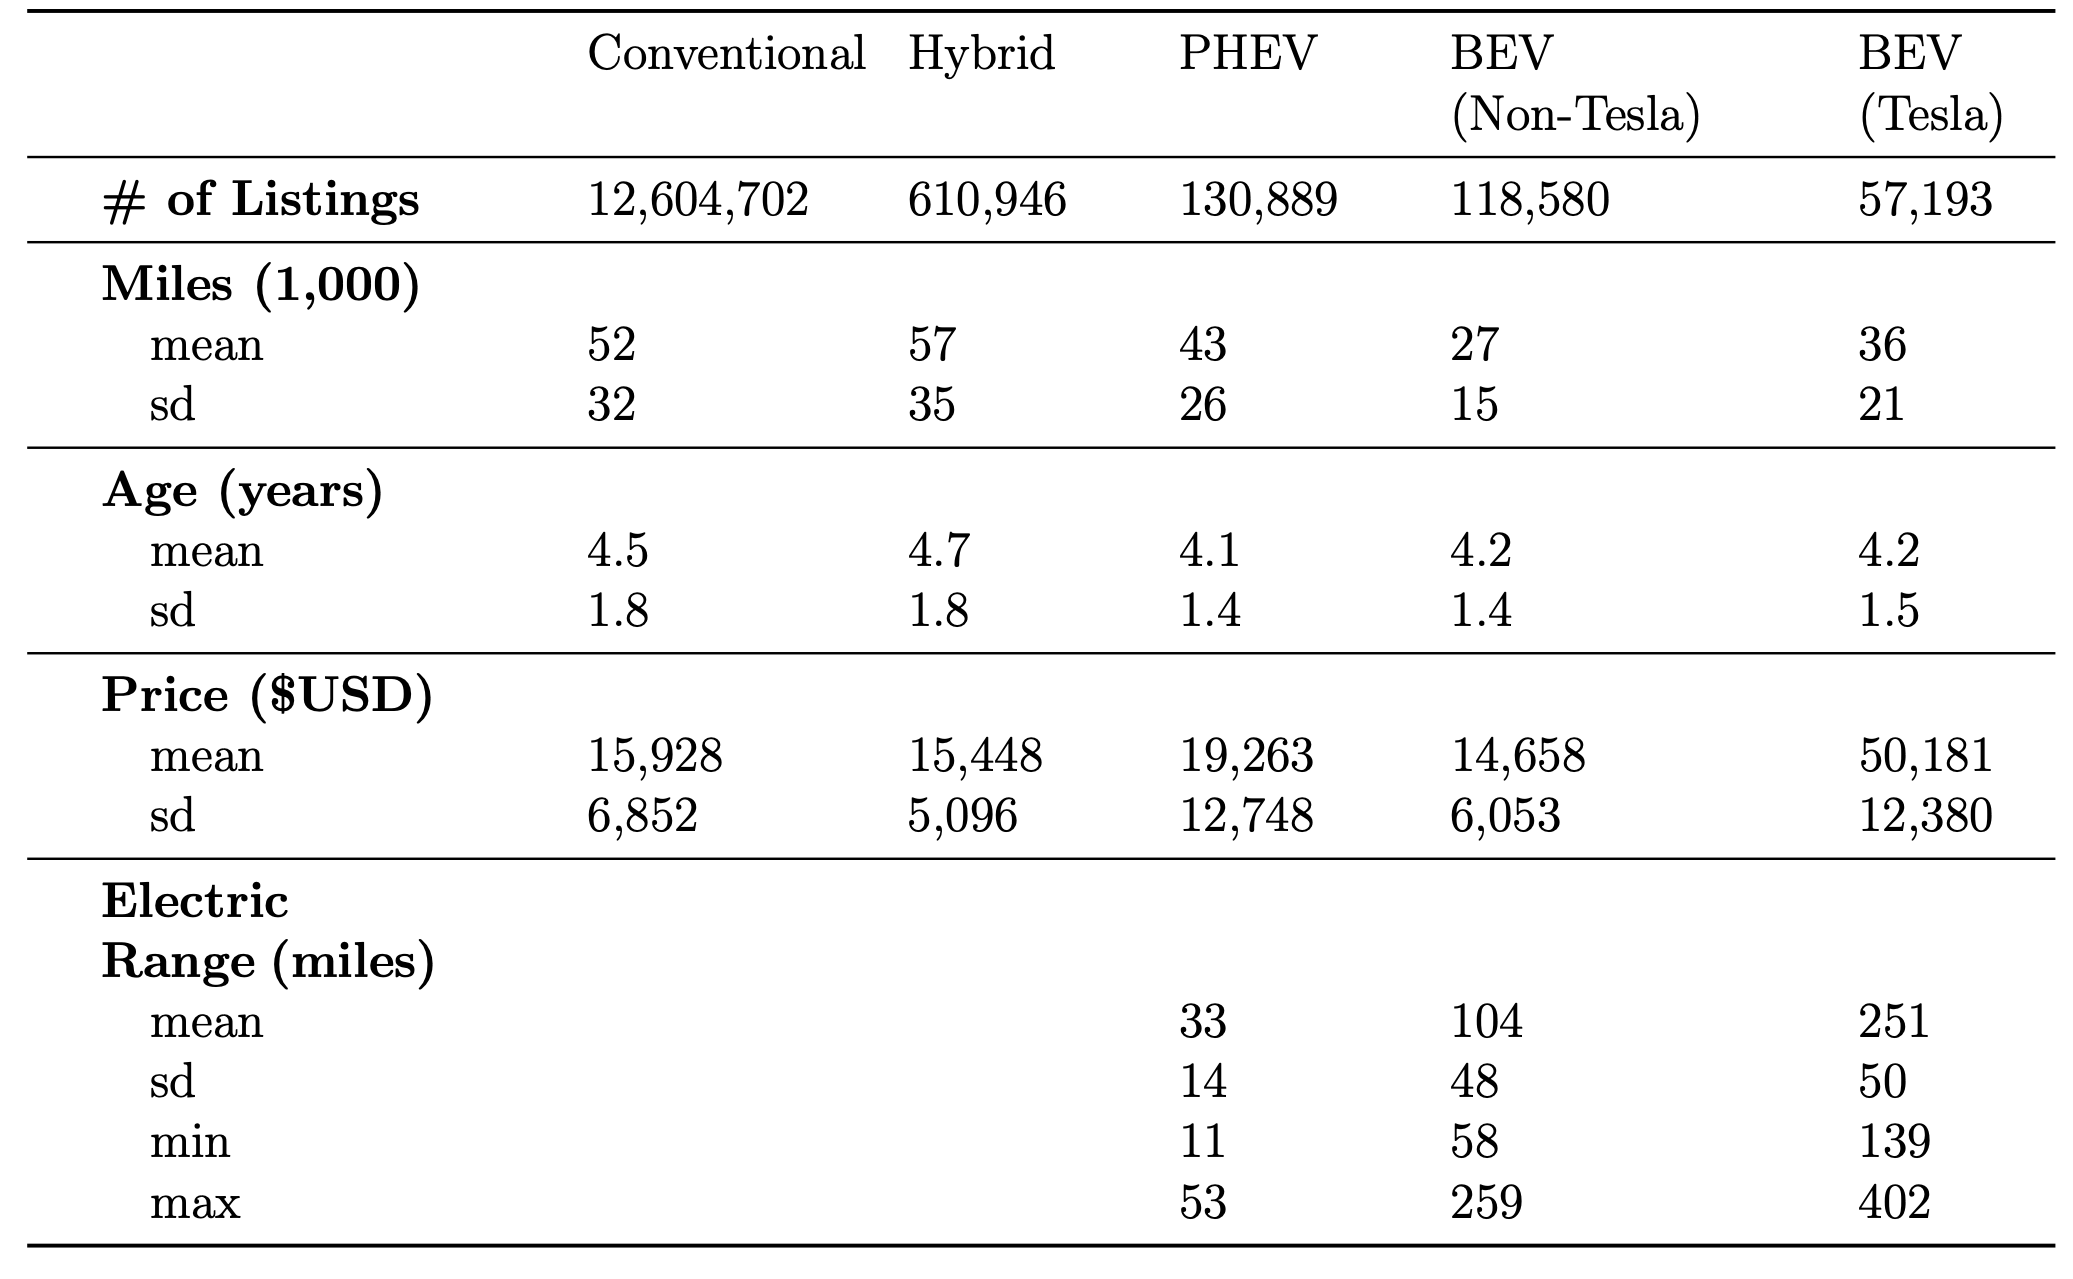 Conventional Hybrid PHEV BEV BEV
(Non-Tesla) (Tesla)
# of Listings 12,604,702 610,946 130,889 118,580 57,193
Miles (1,000)
mean 52 57 43 27 36
sd 32 35 26 15 21
Age (years)
mean 4.5 4.7 4.1 4.2 4.2
sd 1.8 1.8 1.4 1.4 1.5
Price ($USD)
mean 15,928 15,448 19,263 14,658 50,181
sd 6,852 5,096 12,748 6,053 12,380
Electric
Range (miles)
mean 33 104 251
sd 14 48 50
min 11 58 139
max 53 259 402